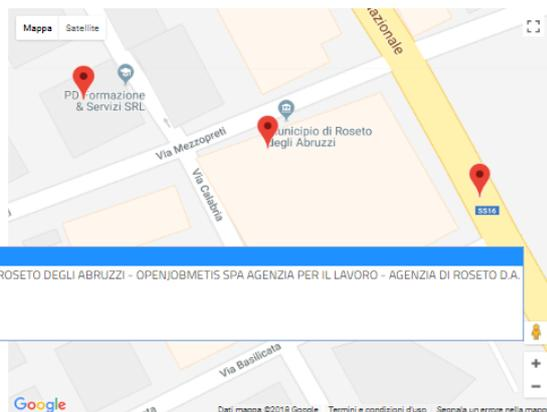 Mappa Satellite
azionale
PD Formazione
& Servizi SRL
unicipio di Roseto
degli Abruzzi
Via Mezzopreti
Via Calabria
SS16
ROSETO DEGLI ABRUZZI - OPENJOBMETIS SPA AGENZIA PER IL LAVORO - AGENZIA DI ROSETO D.A.
Via Basilicata
Google
Dati mappa ©2018 Google Termini e condizioni d'uso Segnala un errore nella mappa